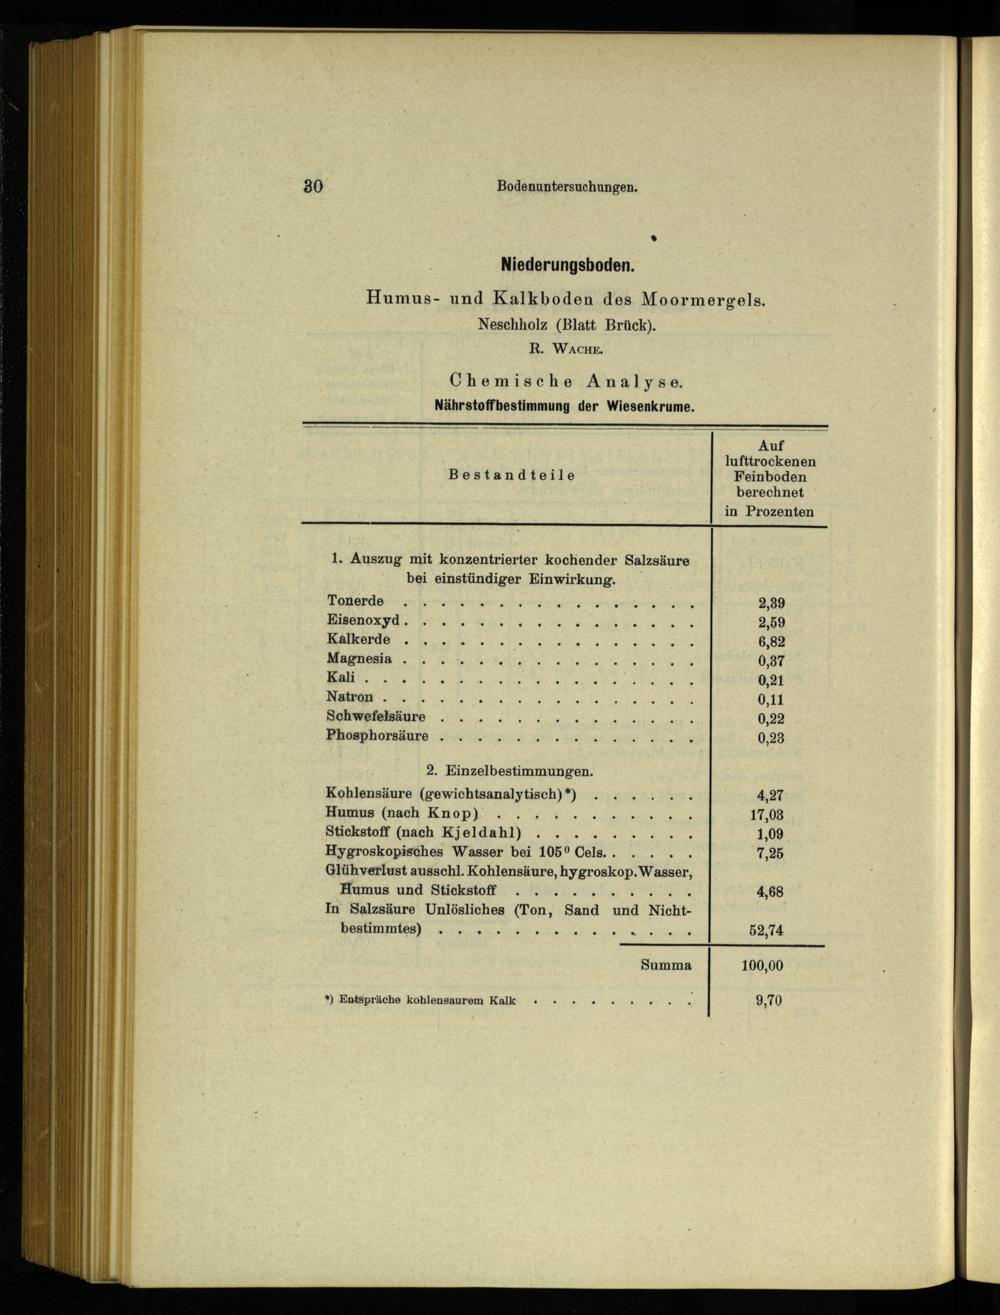 30 Bodenuntersuchungen.
Niederungsboden.
Humus- und Kalkboden des Moormergels.
Neschholz (Blatt Brück).
R. WACHE.
Chemische Analyse.
Nährstoffbestimmung der Wiesenkrume.
Bestandteile
Auf
lufttrockenen
Feinboden
berechnet
in Prozenten
1. Auszug mit konzentrierter kochender Salzsäure
bei einstündiger Einwirkung.
Tonerde . . . . . . . . . . . . . . . . 2,39
Eisenoxyd . . . . . . . . . . . . . . . . 2,59
Kalkerde . . . . . . . . . . . . . . . . 6,82
Magnesia . . . . . . . . . . . . . . . . 0,37
Kali . . . . . . . . . . . . . . . . . . 0,21
Natron . . . . . . . . . . . . . . . . . 0,11
Schwefelsäure . . . . . . . . . . . . . . 0,22
Phosphorsäure . . . . . . . . . . . . . . 0,23
2. Einzelbestimmungen.
Kohlensäure (gewichtsanalytisch)*) . . . . . . 4,27
Humus (nach Knop) . . . . . . . . . . . 17,03
Stickstoff (nach Kjeldahl) . . . . . . . . . 1,09
Hygroskopisches Wasser bei 105⁰ Cels. . . . . . 7,25
Glühverlust ausschl. Kohlensäure, hygroskop. Wasser,
Humus und Stickstoff . . . . . . . . . . 4,68
In Salzsäure Unlösliches (Ton, Sand und Nicht-
bestimmtes) . . . . . . . . . . . . . . 52,74
Summa 100,00
*) Entspräche kohlensaurem Kalk . . . . . . . . . 9,70